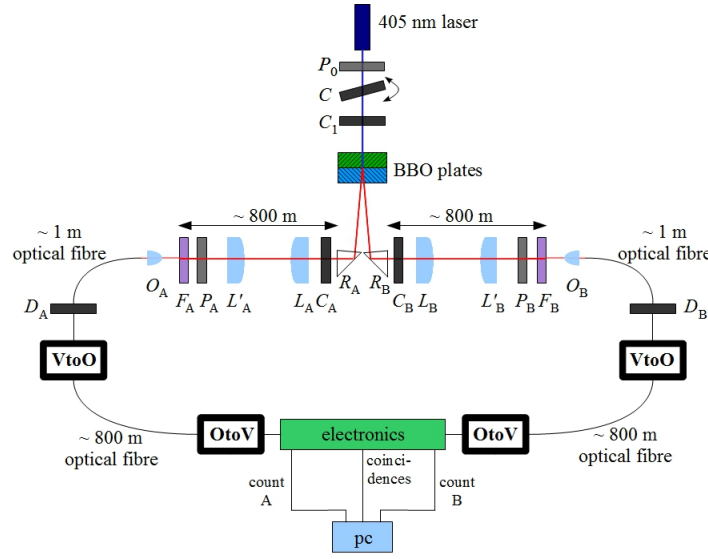 405 nm laser
P0
C
C1
BBO plates
~ 800 m
~ 800 m
~ 1 m
optical fibre
~ 1 m
optical fibre
OA
FA
PA
L'A
LA
CA
RA
RB
CB
LB
L'B
PB
FB
OB
DA
DB
VtoO
VtoO
OtoV
electronics
OtoV
~ 800 m
optical fibre
~ 800 m
optical fibre
count
A
coinci-
dences
count
B
pc